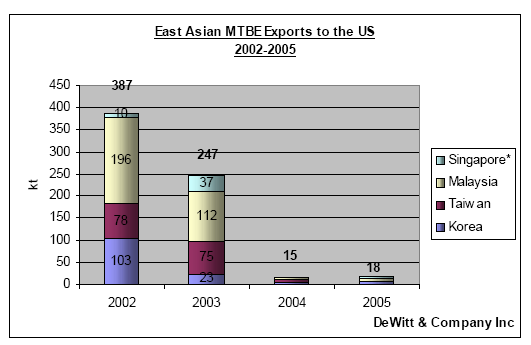 East Asian MTBE Exports to the US
2002-2005
450
400
350
300
250
200
150
100
50
0
kt
387
10
196
78
103
247
37
112
75
23
15
18
2002 2003 2004 2005
Singapore*
Malaysia
Taiwan
Korea
DeWitt & Company Inc